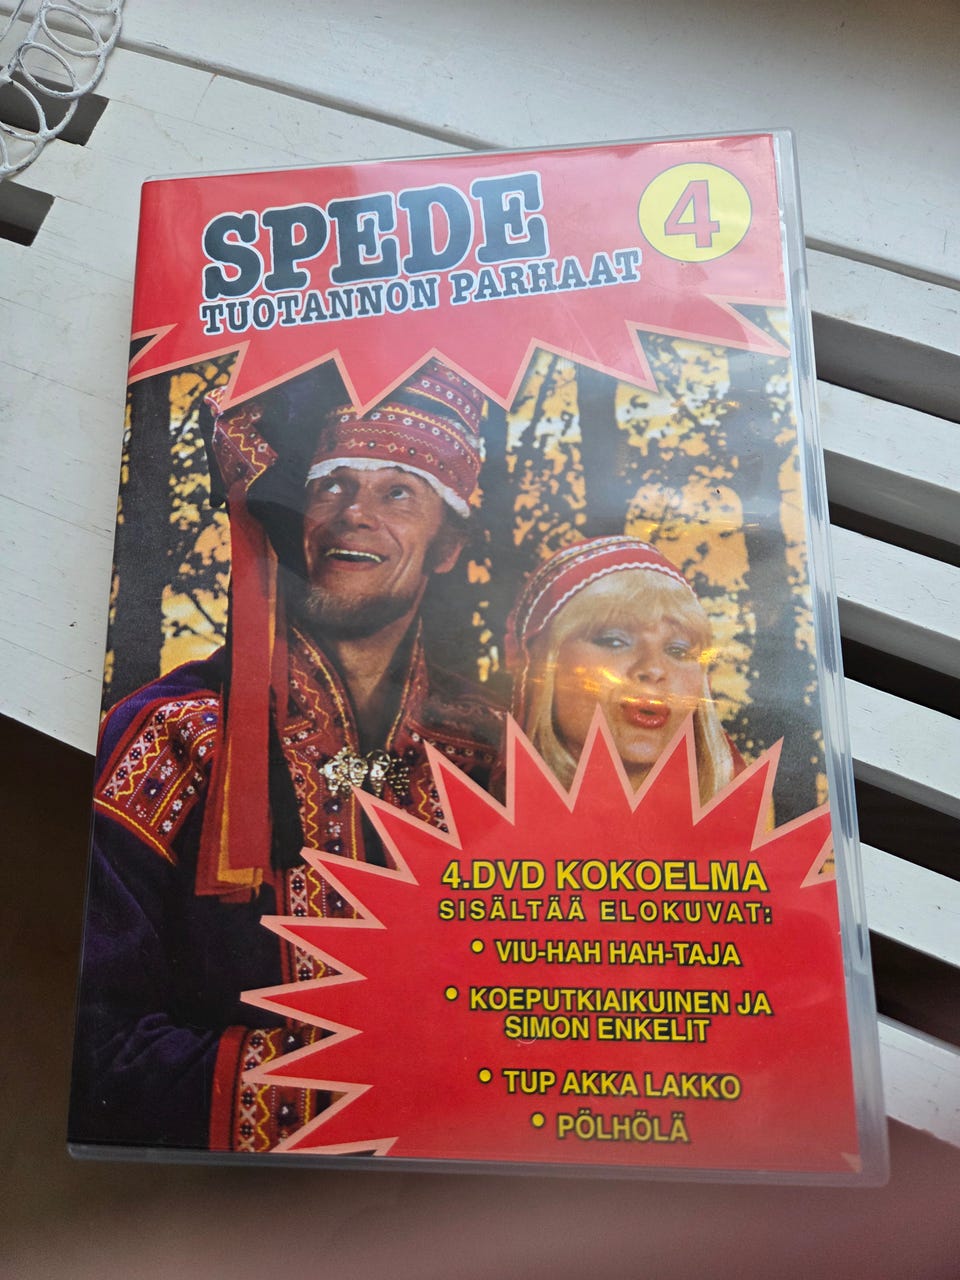 SPEDE
4
TUOTANNON PARHAAT
4.DVD KOKOELMA
SISÄLTÄÄ ELOKUVAT:
• VIU-HAH HAH-TAJA
• KOEPUTKIAIKUINEN JA
SIMON ENKELIT
• TUP AKKA LAKKO
• PÖLHÖLÄ